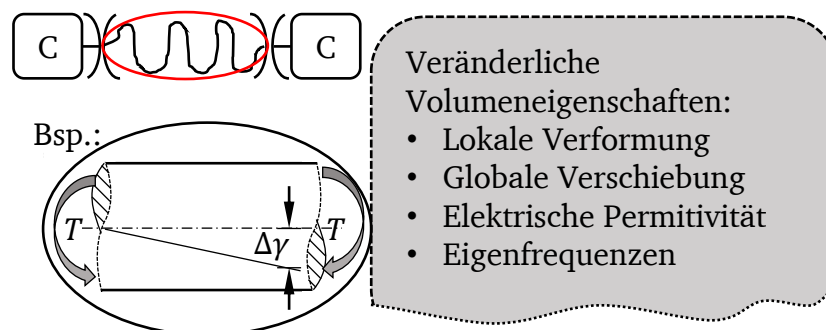 C
C
Bsp.:
T
T
Δγ
Veränderliche
Volumeneigenschaften:
• Lokale Verformung
• Globale Verschiebung
• Elektrische Permitivität
• Eigenfrequenzen